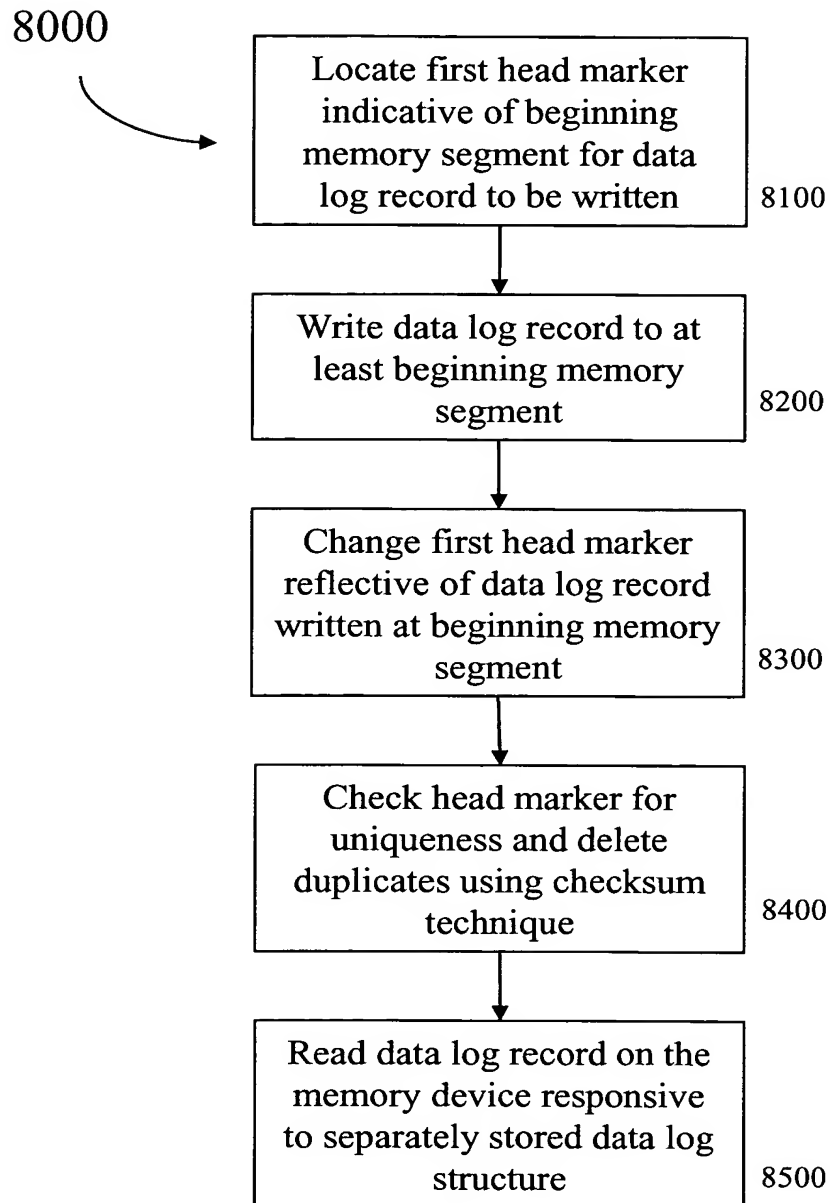 8000
Locate first head marker
indicative of beginning
memory segment for data
log record to be written
8100
Write data log record to at
least beginning memory
segment
8200
Change first head marker
reflective of data log record
written at beginning memory
segment
8300
Check head marker for
uniqueness and delete
duplicates using checksum
technique
8400
Read data log record on the
memory device responsive
to separately stored data log
structure
8500